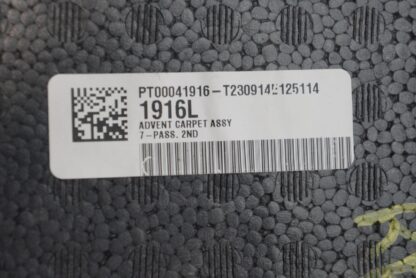 PT00041916-T230914L125114
1916L
ADVENT CARPET ASSY
7-PASS. 2ND